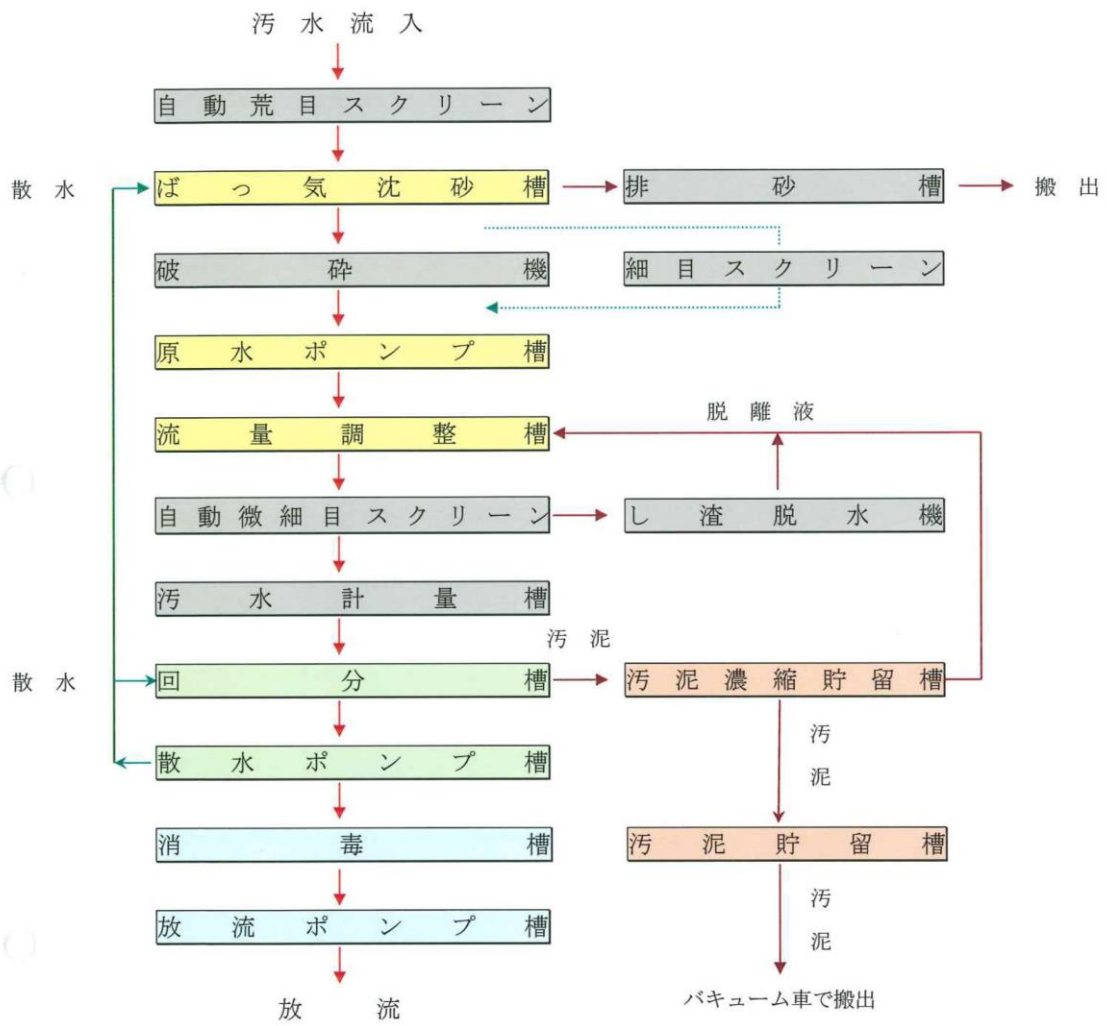 汚水流入
自動荒目スクリーン
散水
ばっ気沈砂槽
排砂槽
搬出
破砕機
細目スクリーン
原水ポンプ槽
脱離液
流量調整槽
自動微細目スクリーン
し渣脱水機
汚水計量槽
汚泥
散水
回分槽
汚泥濃縮貯留槽
汚泥
散水ポンプ槽
消毒槽
汚泥貯留槽
汚泥
放流ポンプ槽
放流
バキューム車で搬出